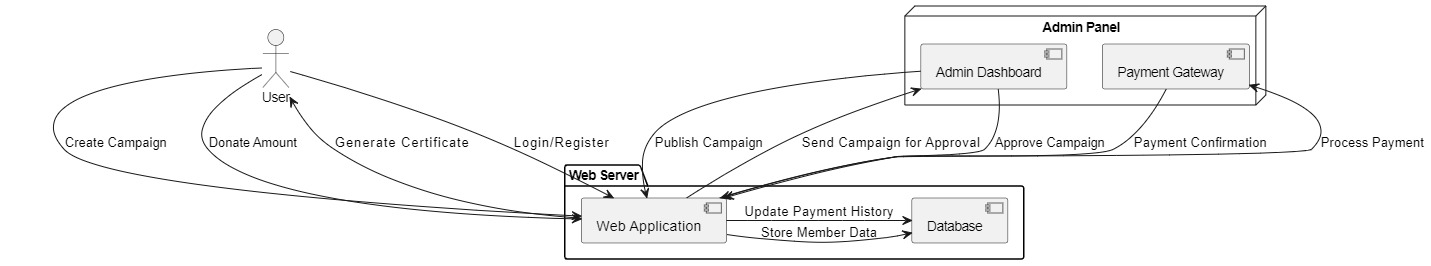 Admin Panel
Admin Dashboard
Payment Gateway
User
Create Campaign
Donate Amount
Generate Certificate
Login/Register
Publish Campaign
Send Campaign for Approval
Approve Campaign
Payment Confirmation
Process Payment
Web Server
Web Application
Update Payment History
Store Member Data
Database